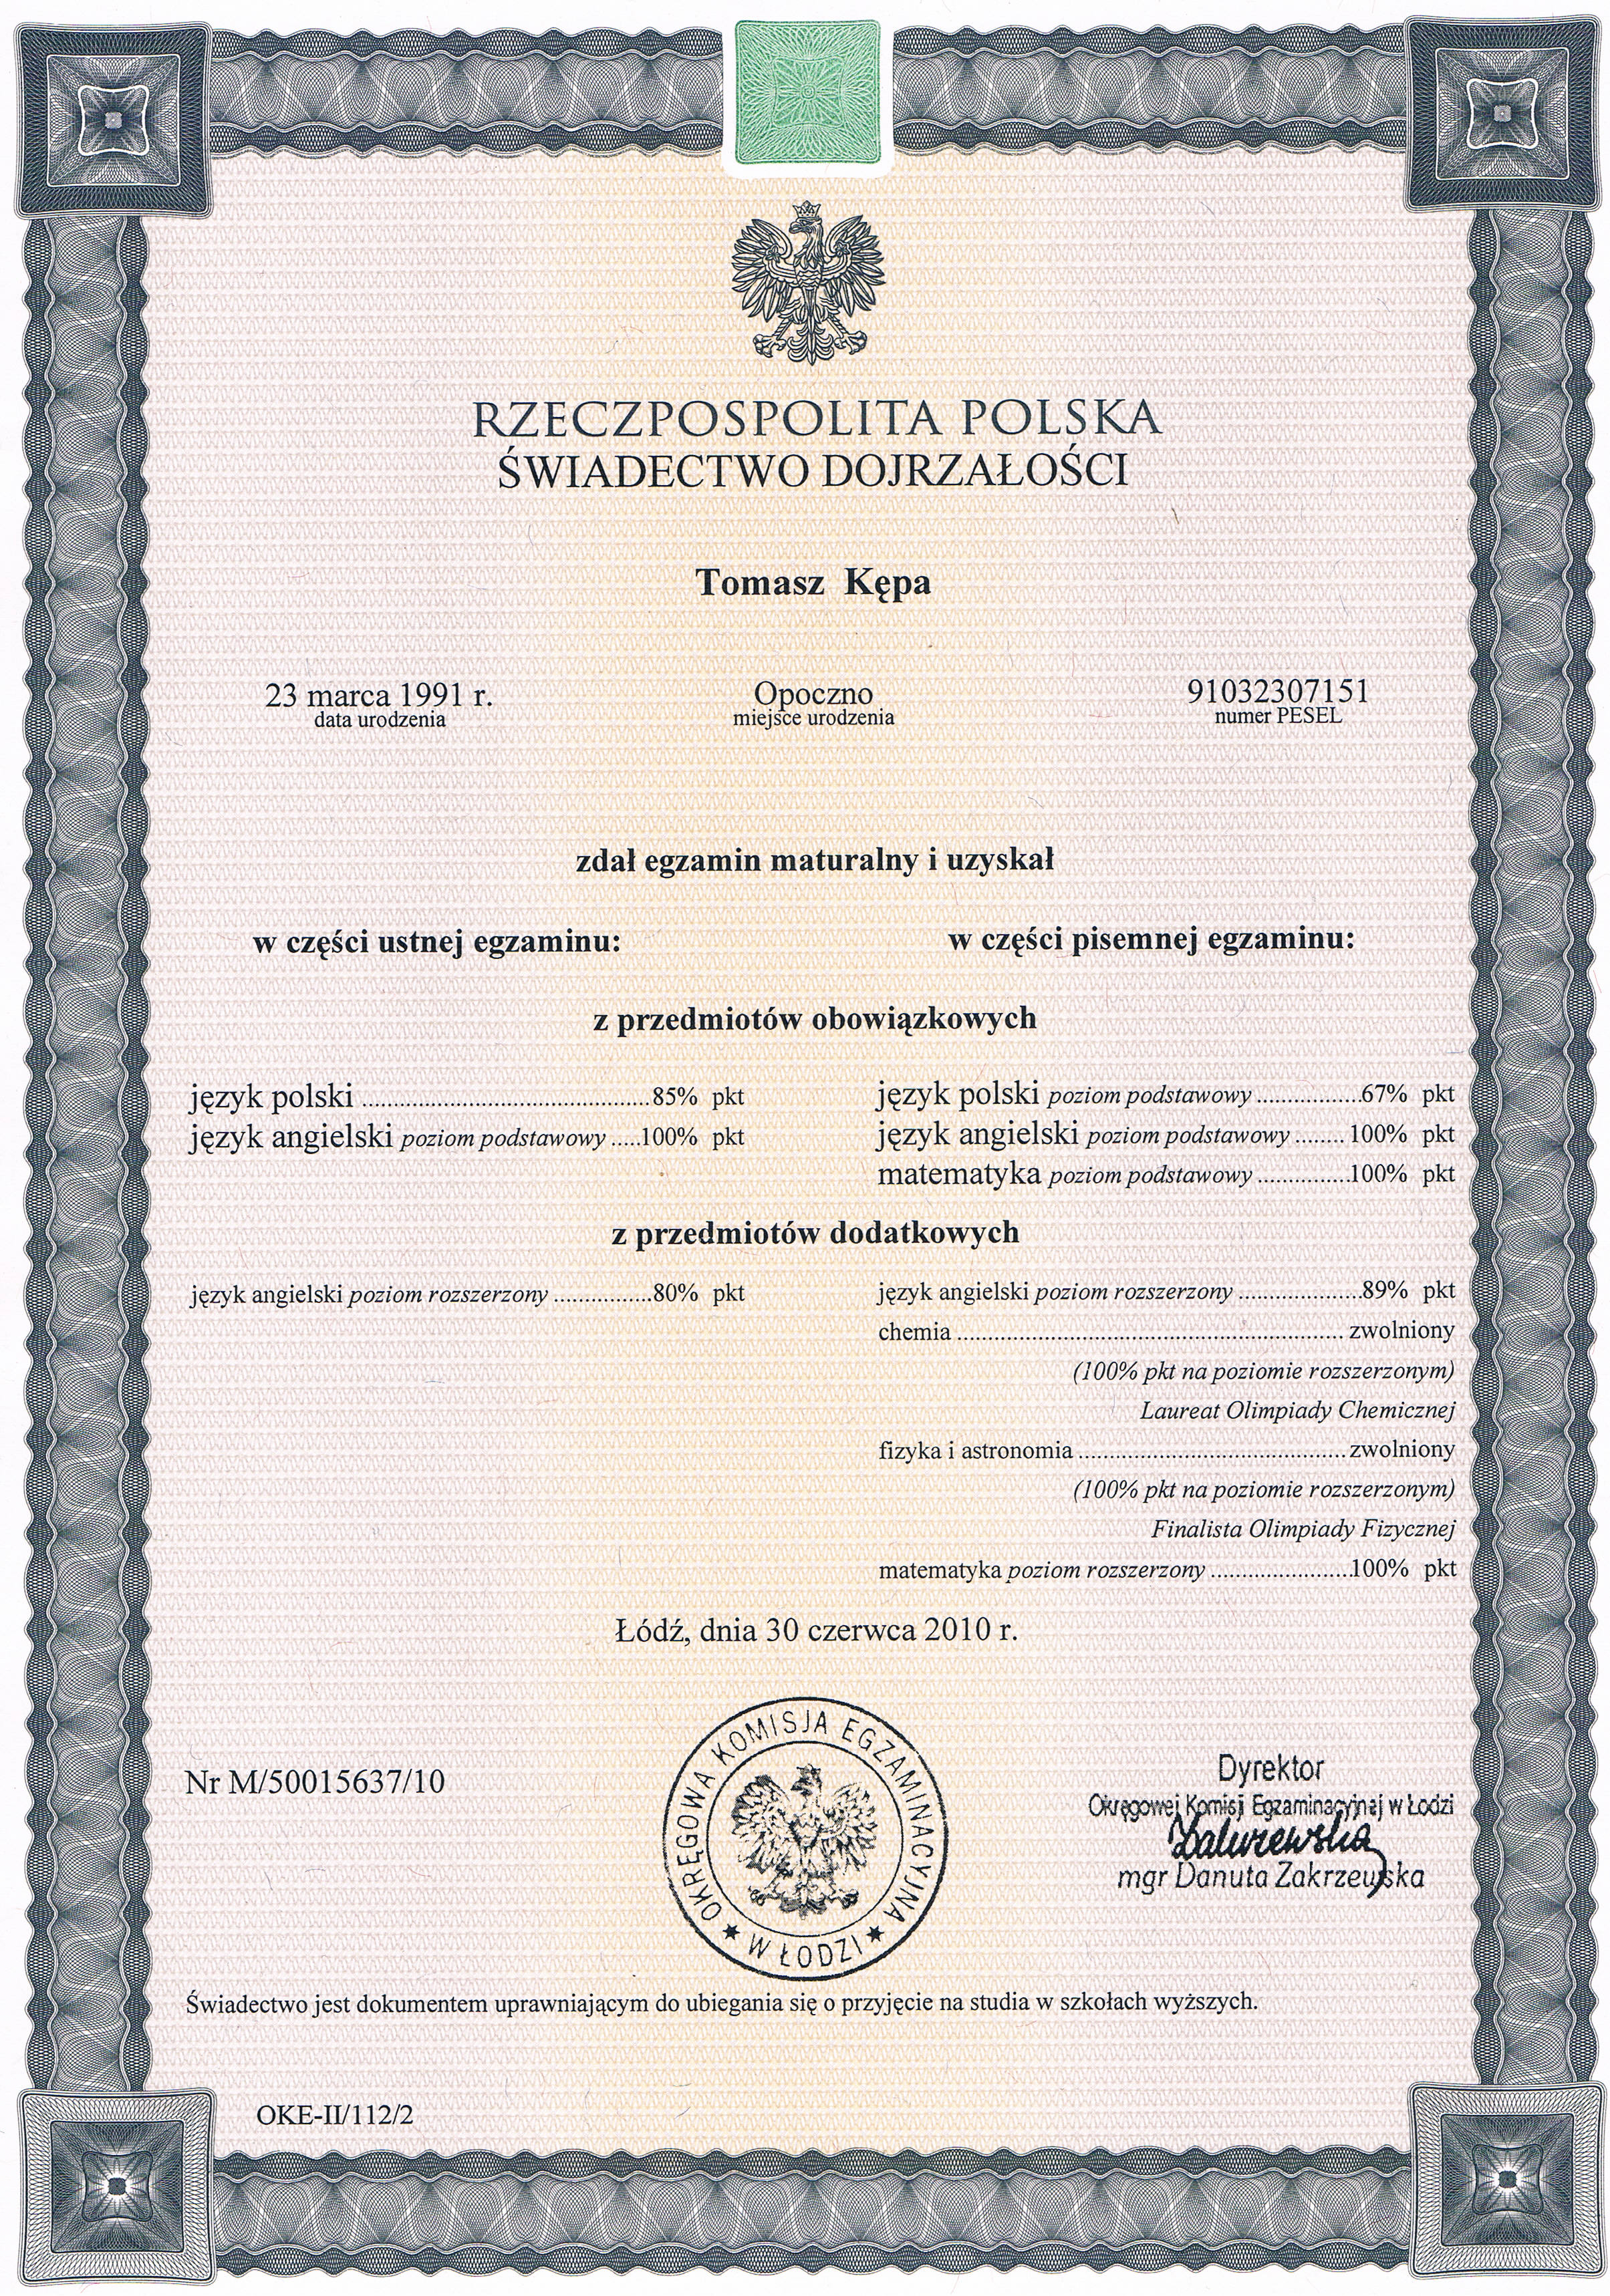 RZECZPOSPOLITA POLSKA
ŚWIADECTWO DOJRZAŁOŚCI
Tomasz Kępa
23 marca 1991 r. Opoczno 91032307151
data urodzenia miejsce urodzenia numer PESEL
zdał egzamin maturalny i uzyskał
w części ustnej egzaminu: w części pisemnej egzaminu:
z przedmiotów obowiązkowych
język polski ........................................... 85% pkt język polski poziom podstawowy ................ 67% pkt
język angielski poziom podstawowy ..... 100% pkt język angielski poziom podstawowy ........ 100% pkt
matematyka poziom podstawowy .............. 100% pkt
z przedmiotów dodatkowych
język angielski poziom rozszerzony ................ 80% pkt język angielski poziom rozszerzony .................... 89% pkt
chemia .............................................................. zwolniony
(100% pkt na poziomie rozszerzonym)
Laureat Olimpiady Chemicznej
fizyka i astronomia ........................................... zwolniony
(100% pkt na poziomie rozszerzonym)
Finalista Olimpiady Fizycznej
matematyka poziom rozszerzony ...................... 100% pkt
Łódź, dnia 30 czerwca 2010 r.
OKRĘGOWA KOMISJA EGZAMINACYJNA
★ W ŁODZI ★
Nr M/50015637/10
Dyrektor
Okręgowej Komisji Egzaminacyjnej w Łodzi
Zakrzewska
mgr Danuta Zakrzewska
Świadectwo jest dokumentem uprawniającym do ubiegania się o przyjęcie na studia w szkołach wyższych.
OKE-II/112/2